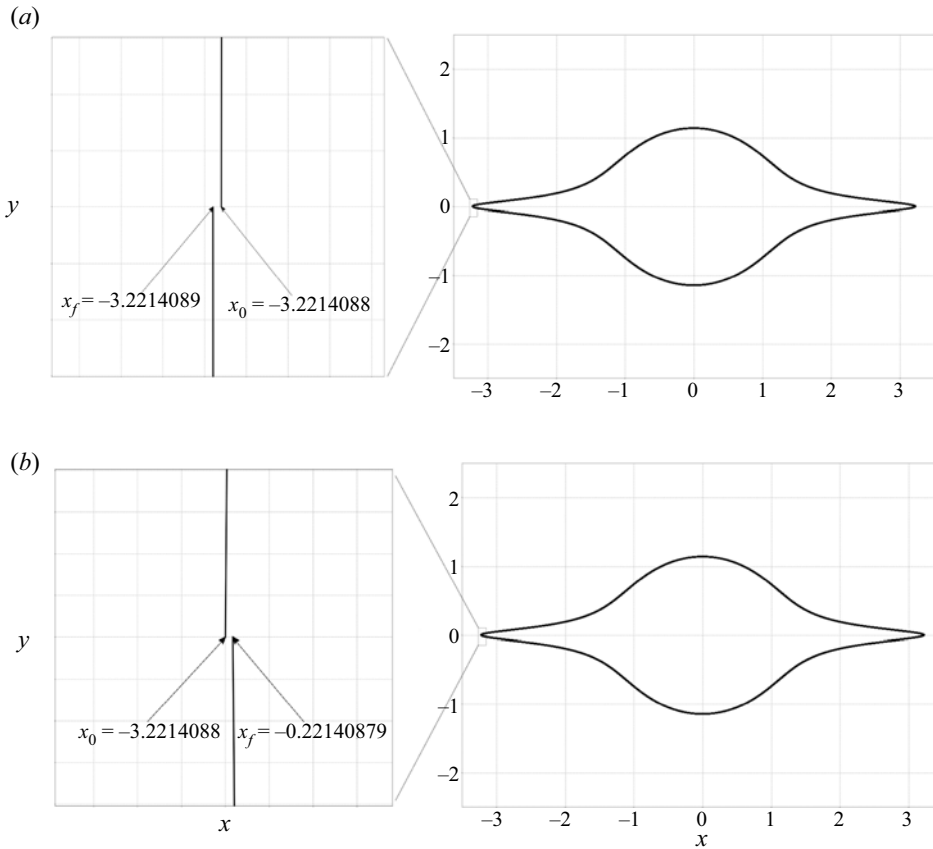 (a)
y
x_f = −3.2214089
x_0 = −3.2214088
2
1
0
−1
−2
−3 −2 −1 0 1 2 3
(b)
y
x_0 = −3.2214088
x_f = −0.22140879
x
2
1
0
−1
−2
−3 −2 −1 0 1 2 3
x